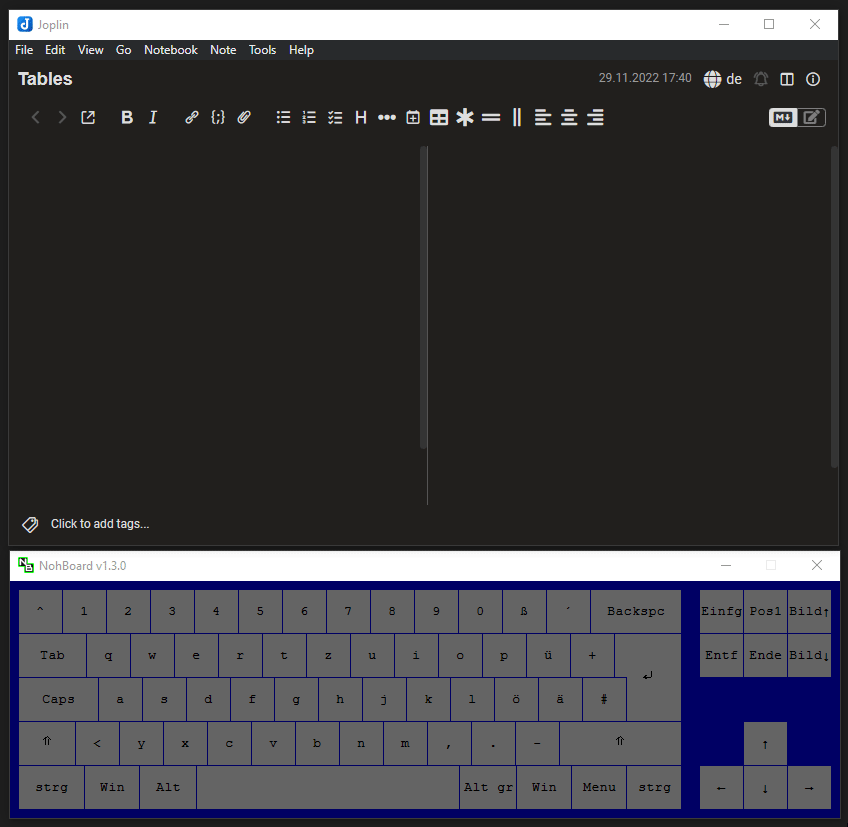 Joplin
File Edit View Go Notebook Note Tools Help
Tables 29.11.2022 17:40 de
B I {;} H M↓
Click to add tags...
NohBoard v1.3.0
^ 1 2 3 4 5 6 7 8 9 0 ß ´ Backspc Einfg Pos1 Bild↑
Tab q w e r t z u i o p ü + Entf Ende Bild↓
Caps a s d f g h j k l ö ä # ↵
⇧ < y x c v b n m , . - ⇧ ↑
strg Win Alt Alt gr Win Menu strg ← ↓ →